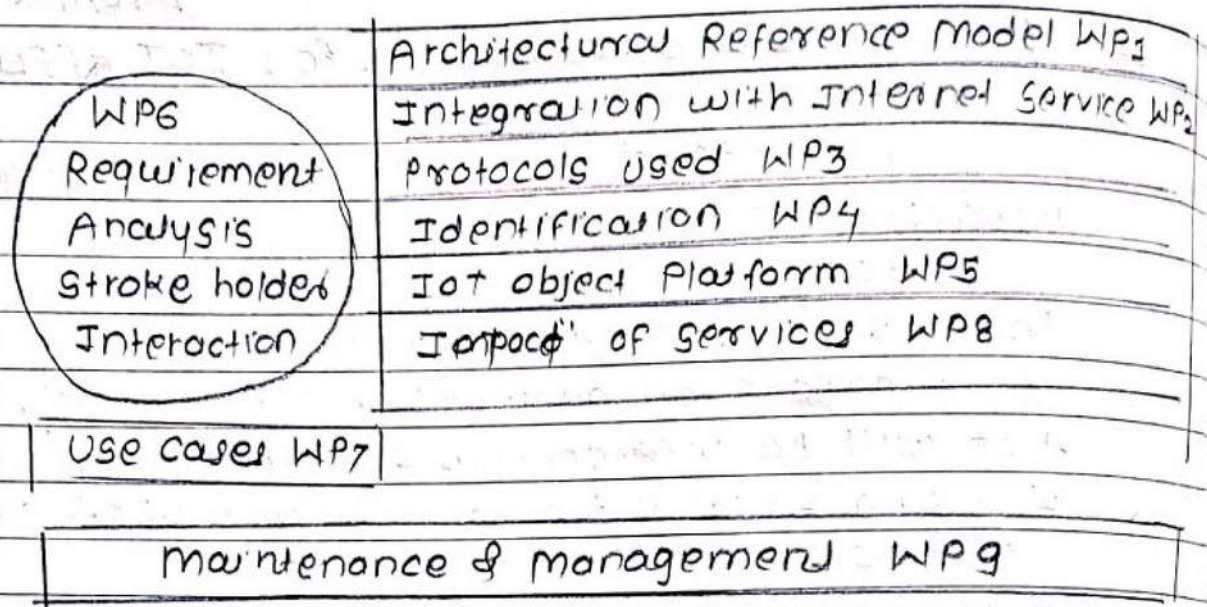 Architectural Reference Model WP1
Integration with Internet Service WP2
Protocols used WP3
Identification WP4
IoT object Platform WP5
Impact of services WP8
WP6
Requirement
Analysis
Stroke holder
Interaction
Use cases WP7
Maintenance & Management WP9